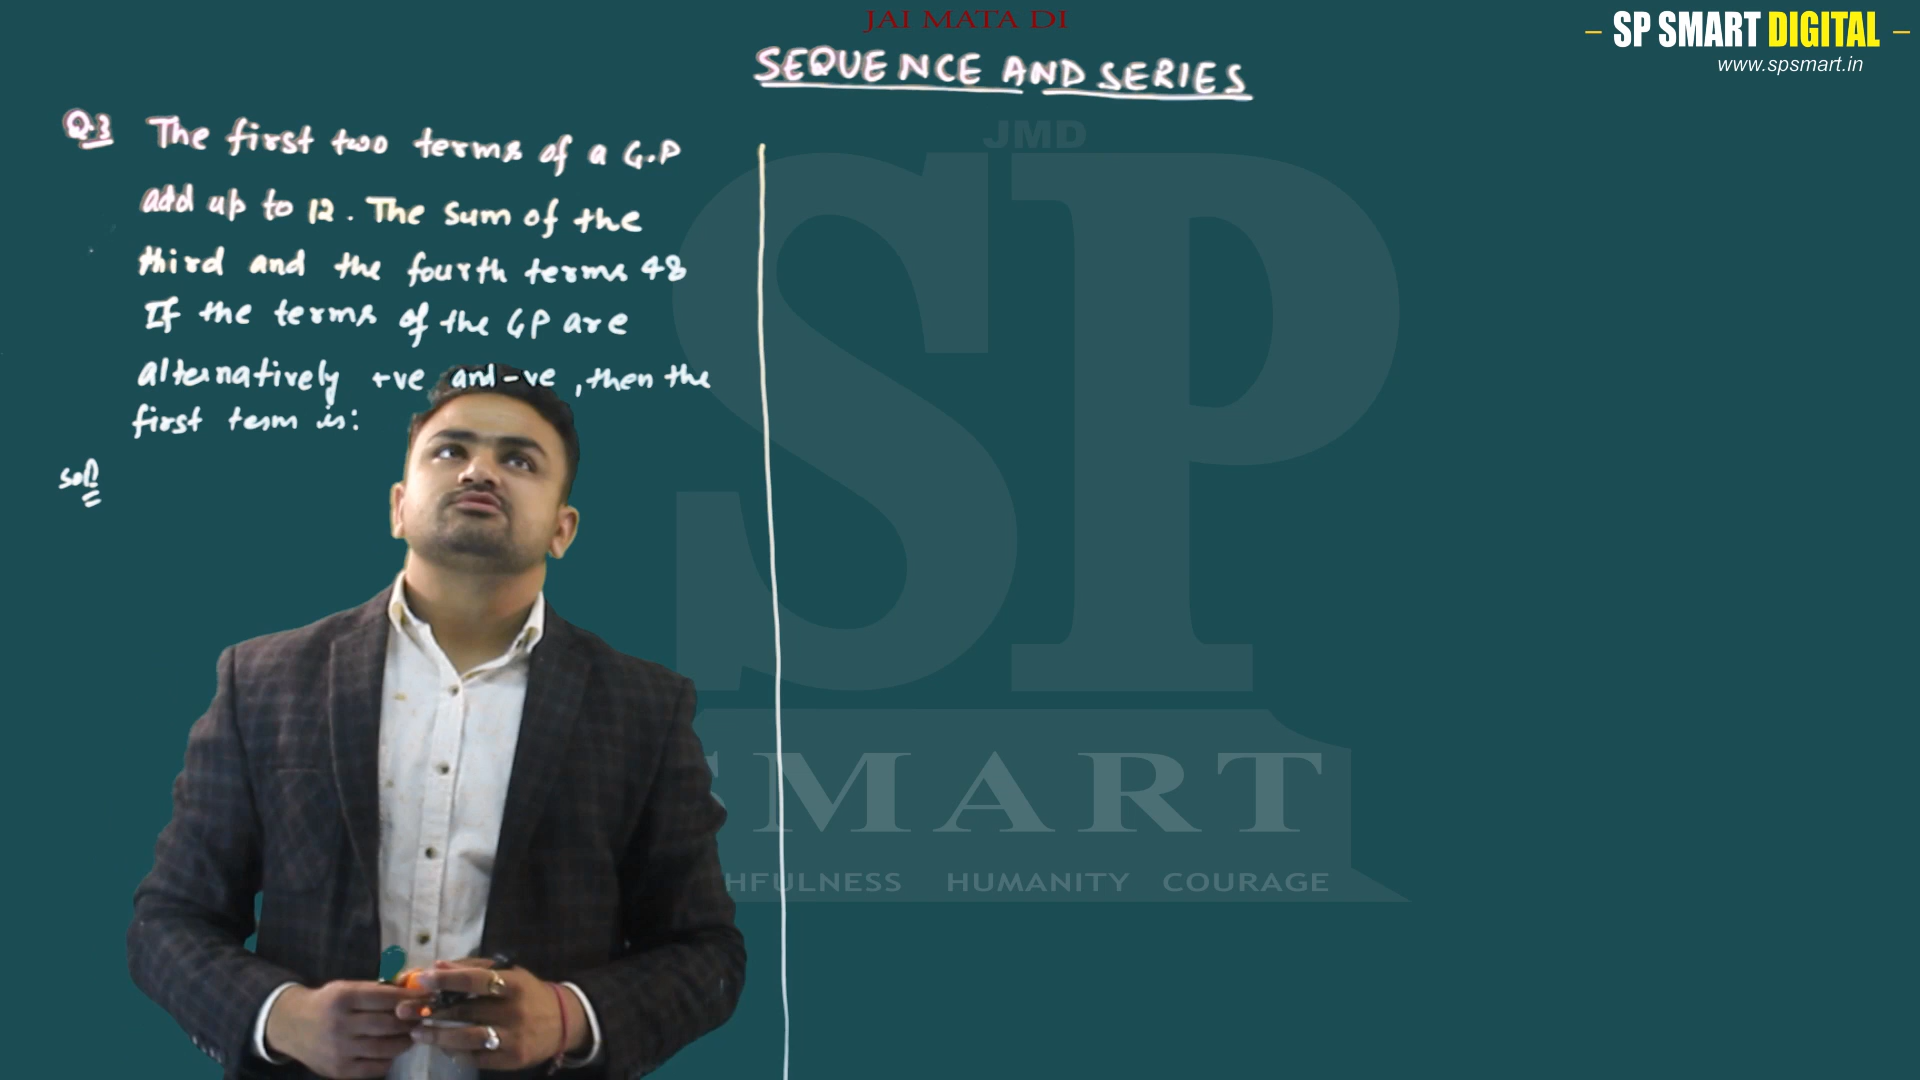 JAI MATA DI
SP SMART DIGITAL
www.spsmart.in
SEQUENCE AND SERIES
Q.3 The first two terms of a G.P
add up to 12. The sum of the
third and the fourth terms 48
If the terms of the GP are
alternatively +ve and -ve, then the
first term is:
Soln
JMD
SP
SMART
HFULNESS HUMANITY COURAGE